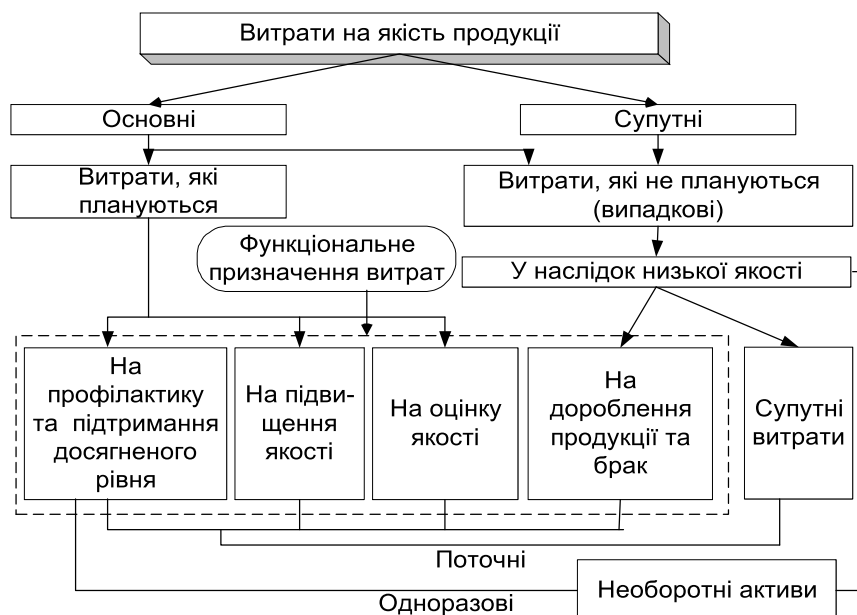 Витрати на якість продукції
Основні
Супутні
Витрати, які
плануються
Витрати, які не плануються
(випадкові)
Функціональне
призначення витрат
У наслідок низької якості
На
профілактику
та підтримання
досягненого
рівня
На підви-
щення
якості
На оцінку
якості
На
дороблення
продукції та
брак
Супутні
витрати
Поточні
Одноразові
Необоротні активи